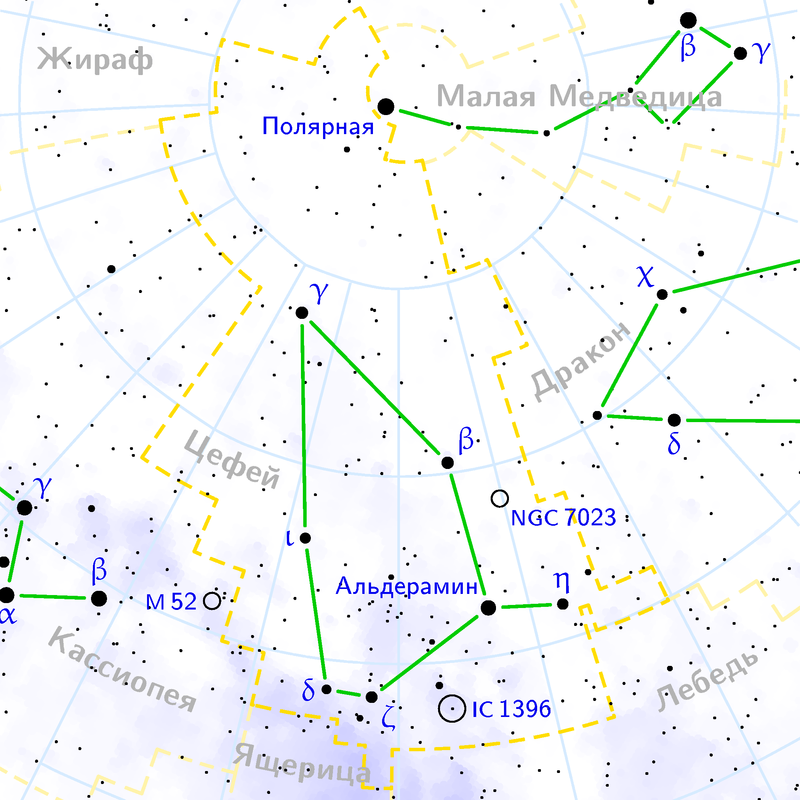 β
γ
Жираф
Малая Медведица
Полярная
χ
γ
Дракон
δ
β
Цефей
γ
NGC 7023
ι
β
Альдерамин
η
M 52
α
Кассиопея
Лебедь
δ
ζ
IC 1396
Ящерица